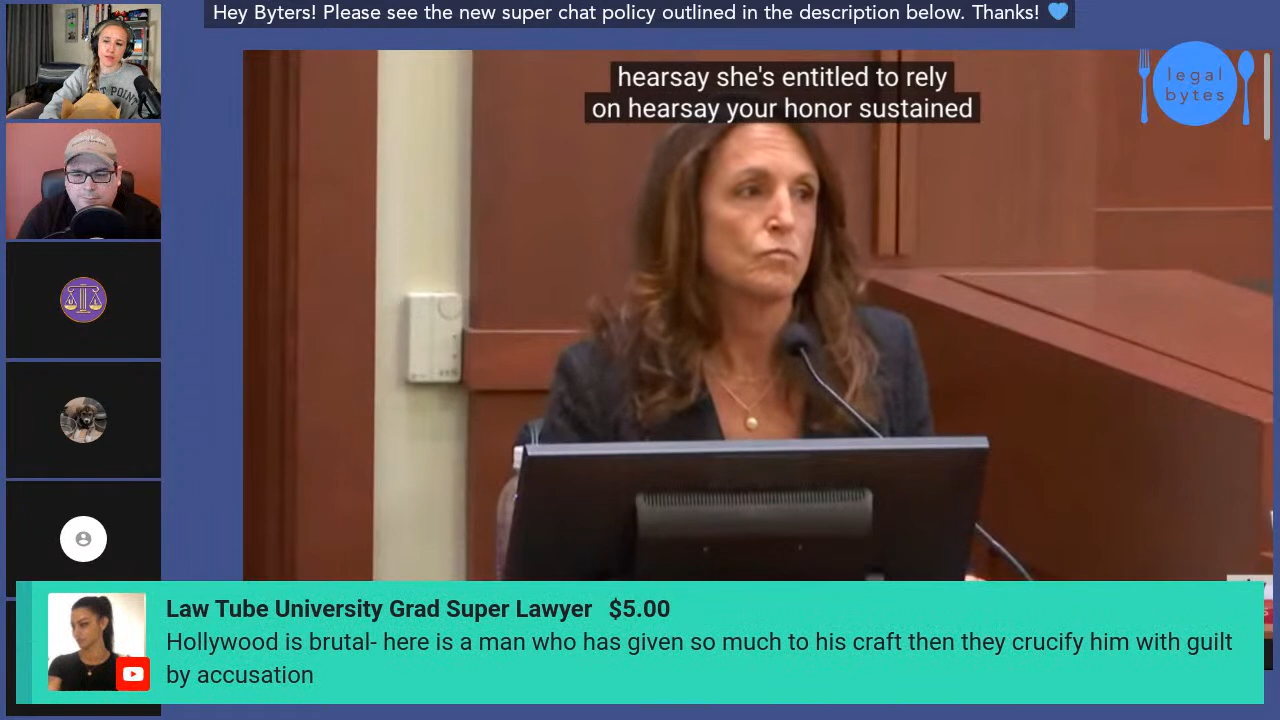 Hey Byters! Please see the new super chat policy outlined in the description below. Thanks! 💙
legal
bytes
hearsay she's entitled to rely
on hearsay your honor sustained
Law Tube University Grad Super Lawyer $5.00
Hollywood is brutal- here is a man who has given so much to his craft then they crucify him with guilt
by accusation